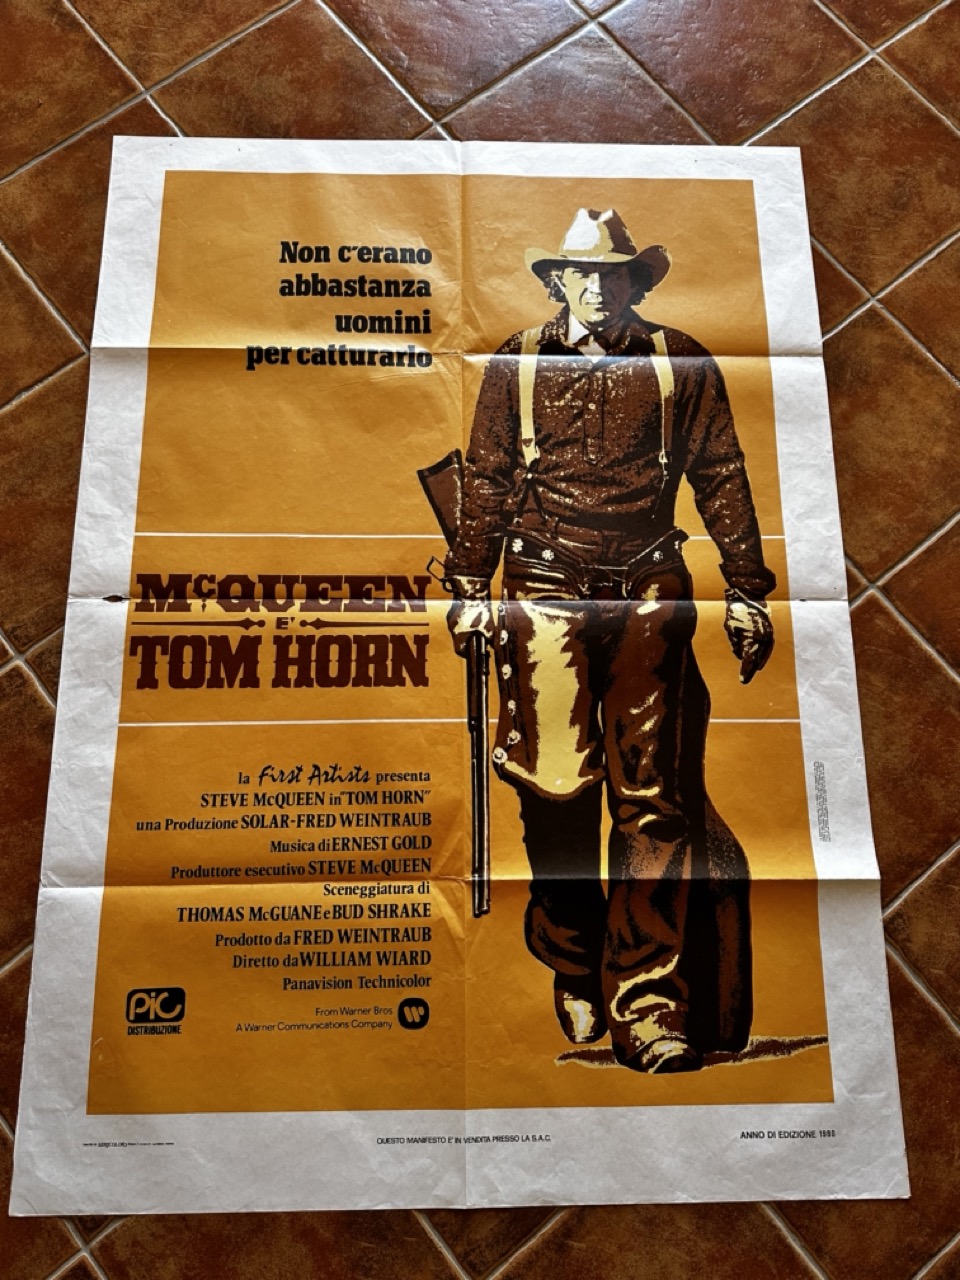 Non c'erano
abbastanza
uomini
per catturarlo
McQUEEN
E'
TOM HORN
la First Artists presenta
STEVE McQUEEN in "TOM HORN"
una Produzione SOLAR-FRED WEINTRAUB
Musica di ERNEST GOLD
Produttore esecutivo STEVE McQUEEN
Sceneggiatura di
THOMAS McGUANE e BUD SHRAKE
Prodotto da FRED WEINTRAUB
Diretto da WILLIAM WIARD
Panavision Technicolor
PIC
DISTRIBUZIONE
From Warner Bros
A Warner Communications Company
QUESTO MANIFESTO E' IN VENDITA PRESSO LA S.A.C.
ANNO DI EDIZIONE 1980